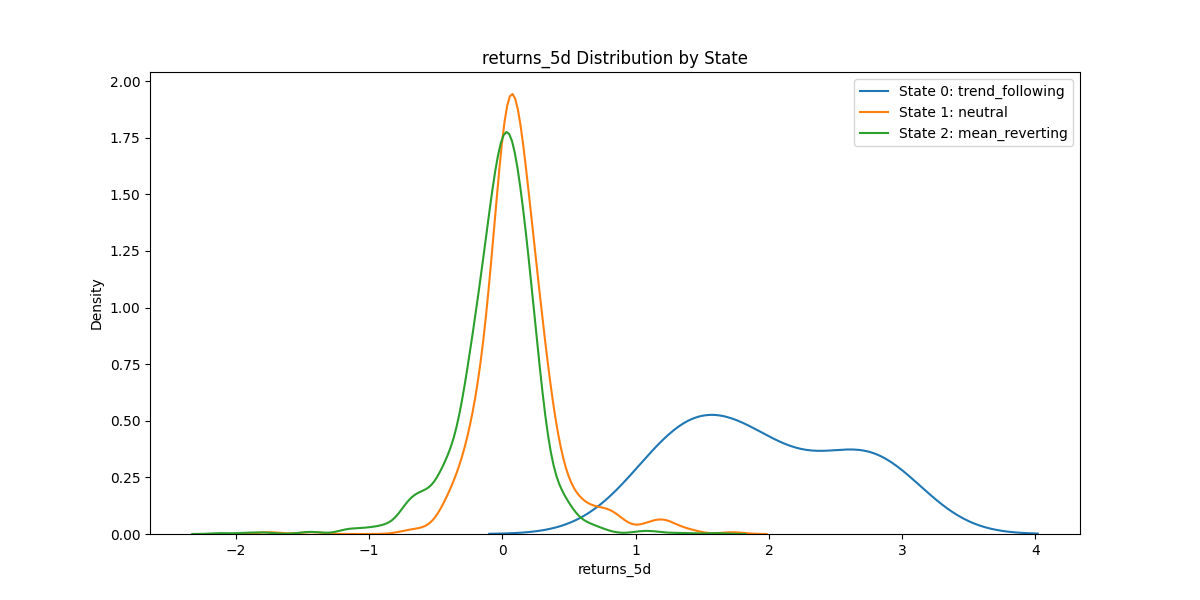 returns_5d Distribution by State
State 0: trend_following
State 1: neutral
State 2: mean_reverting
2.00
1.75
1.50
1.25
1.00
0.75
0.50
0.25
0.00
Density
−2 −1 0 1 2 3 4
returns_5d